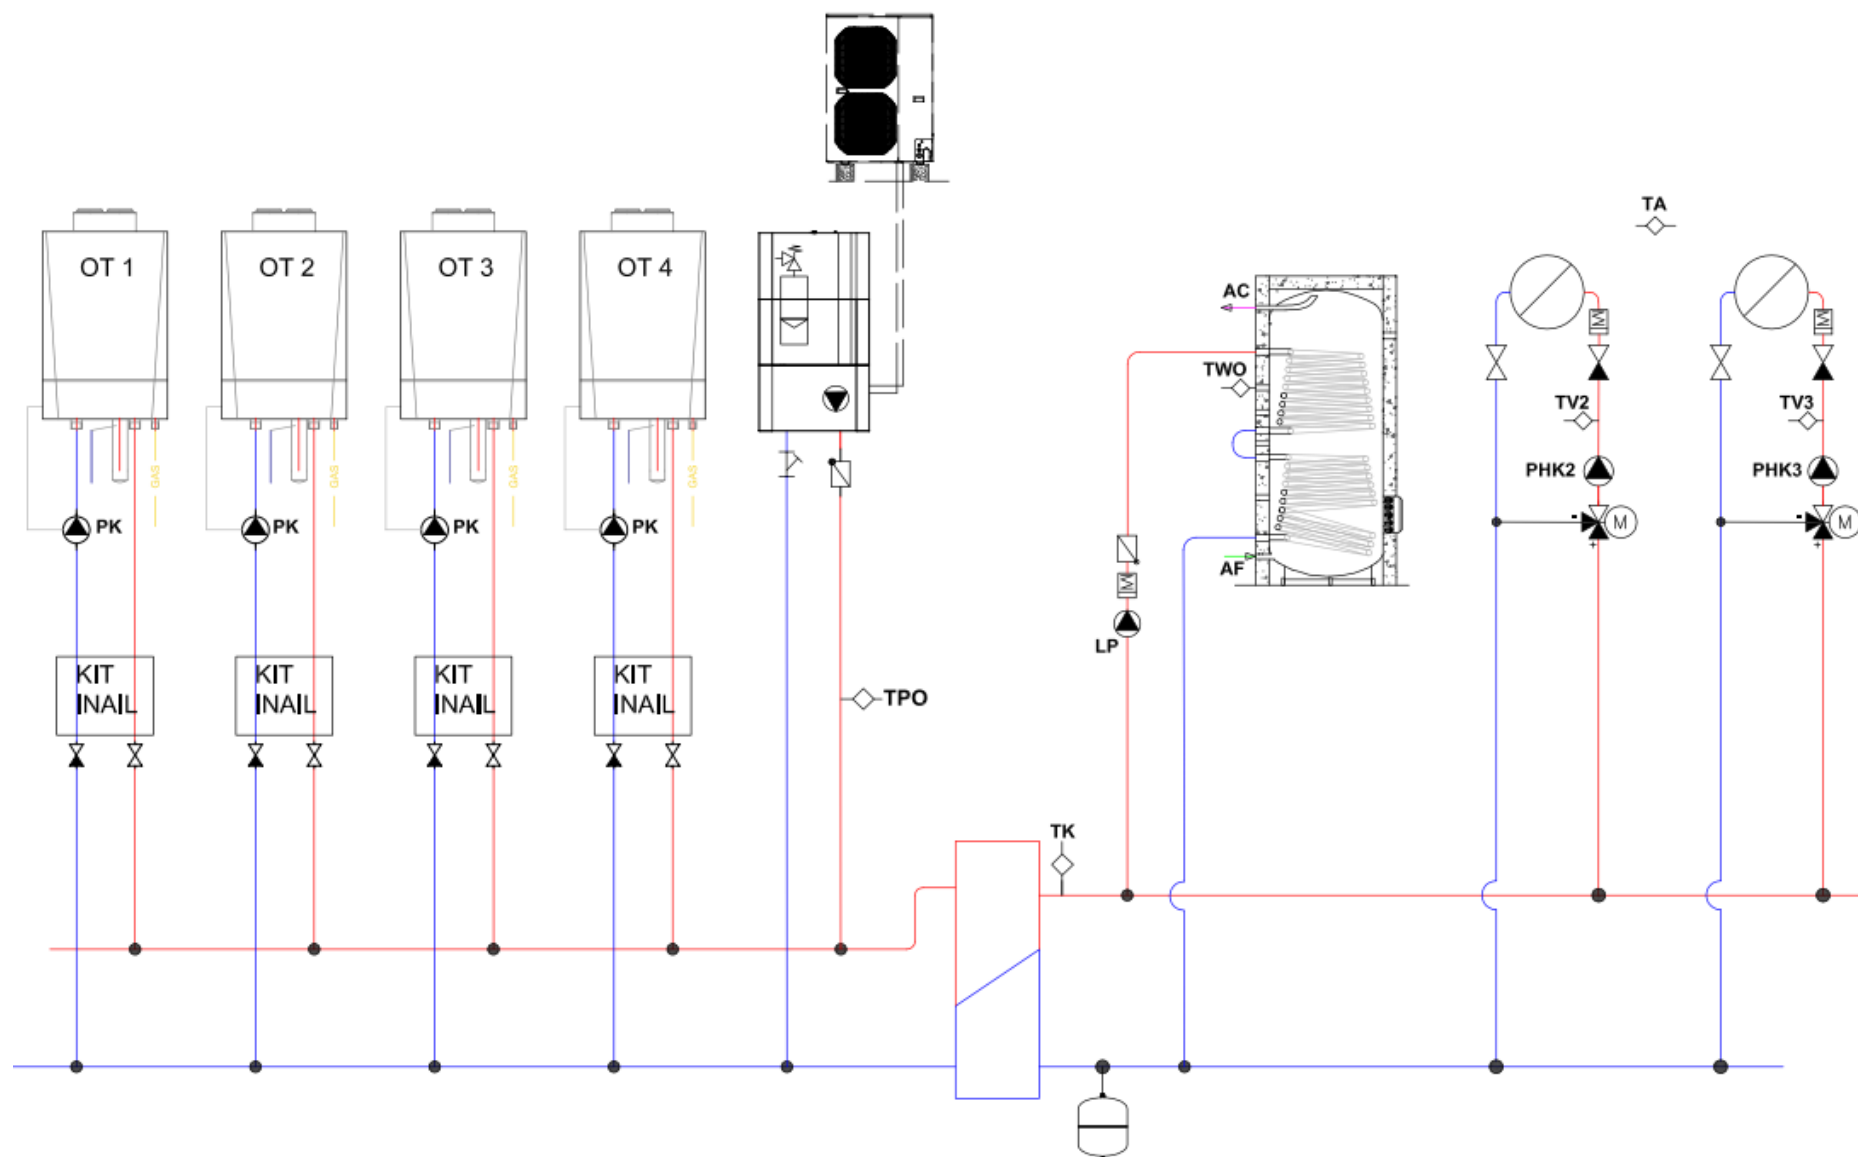 OT 1
OT 2
OT 3
OT 4
TA
AC
TWO
TV2
TV3
GAS
GAS
GAS
GAS
PHK2
PHK3
PK
PK
PK
PK
M
M
AF
LP
KIT
INAIL
KIT
INAIL
KIT
INAIL
KIT
INAIL
TPO
TK